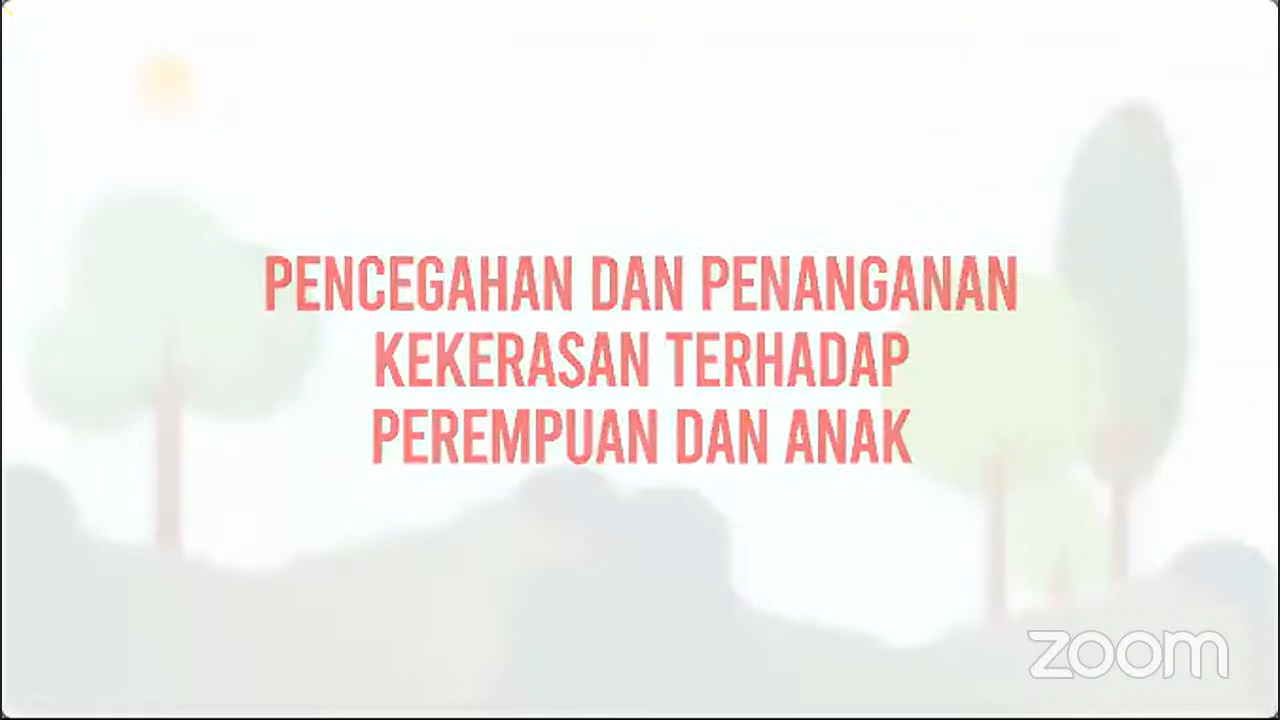 PENCEGAHAN DAN PENANGANAN
KEKERASAN TERHADAP
PEREMPUAN DAN ANAK
zoom